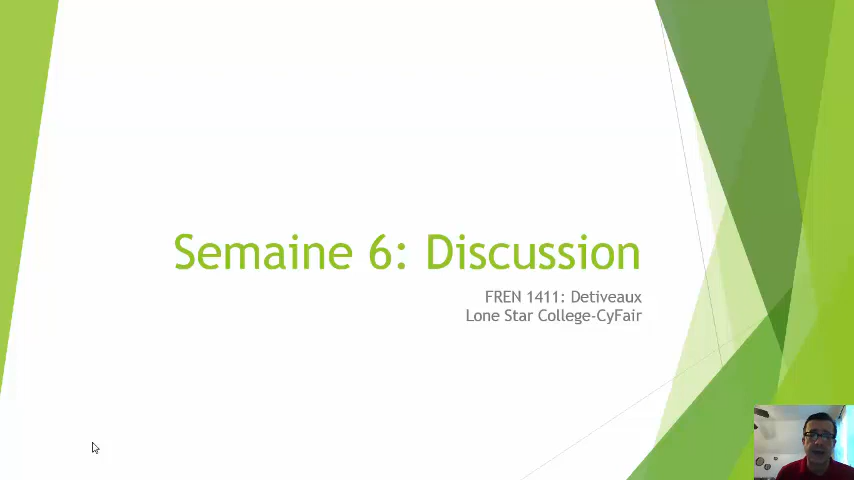 Semaine 6: Discussion
FREN 1411: Detiveaux
Lone Star College-CyFair